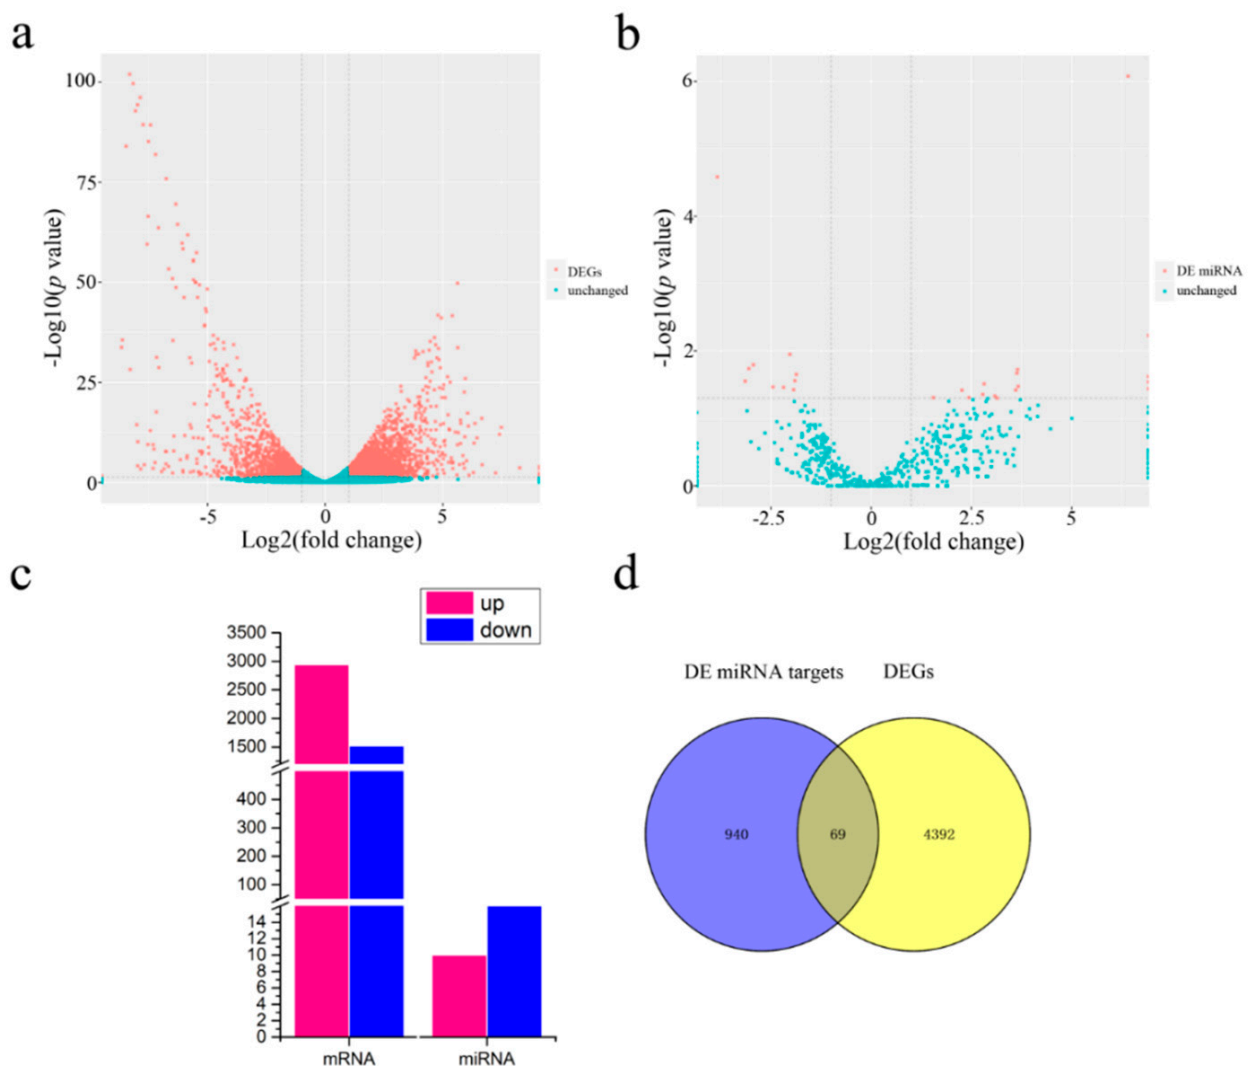 a
100
75
50
25
0
-5
0
5
-Log10(p value)
Log2(fold change)
DEGs
unchanged
b
6
4
2
0
-2.5
0
2.5
5
-Log10(p value)
Log2(fold change)
DE miRNA
unchanged
c
up
down
3500
3000
2500
2000
1500
400
300
200
100
14
12
10
8
6
4
2
0
mRNA
miRNA
d
DE miRNA targets
DEGs
940
69
4392